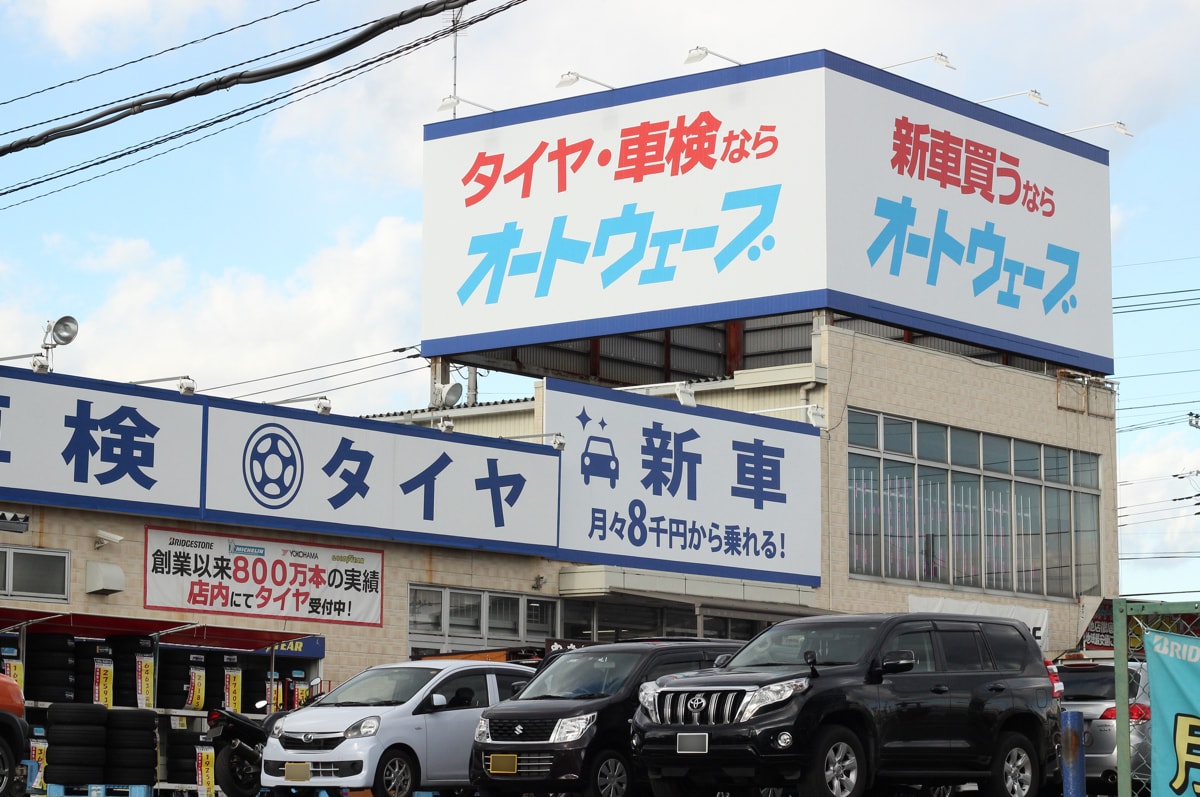 タイヤ・車検なら
オートウェーブ
新車買うなら
オートウェーブ
車検
タイヤ
新車
月々8千円から乗れる!
BRIDGESTONE MICHELIN YOKOHAMA GOODYEAR
創業以来800万本の実績
店内にてタイヤ受付中!